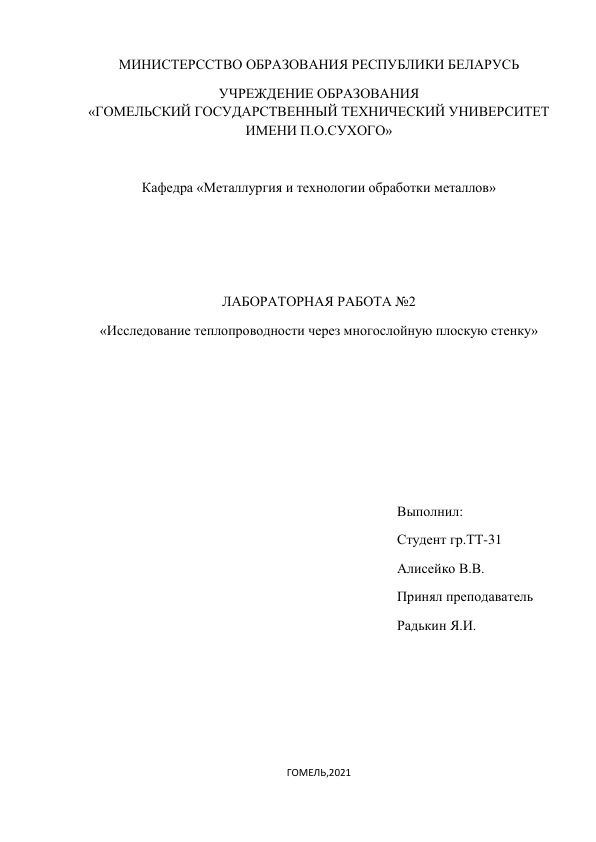 МИНИСТЕРССТВО ОБРАЗОВАНИЯ РЕСПУБЛИКИ БЕЛАРУСЬ
УЧРЕЖДЕНИЕ ОБРАЗОВАНИЯ
«ГОМЕЛЬСКИЙ ГОСУДАРСТВЕННЫЙ ТЕХНИЧЕСКИЙ УНИВЕРСИТЕТ
ИМЕНИ П.О.СУХОГО»
Кафедра «Металлургия и технологии обработки металлов»
ЛАБОРАТОРНАЯ РАБОТА №2
«Исследование теплопроводности через многослойную плоскую стенку»
Выполнил:
Студент гр.ТТ-31
Алисейко В.В.
Принял преподаватель
Радькин Я.И.
ГОМЕЛЬ,2021